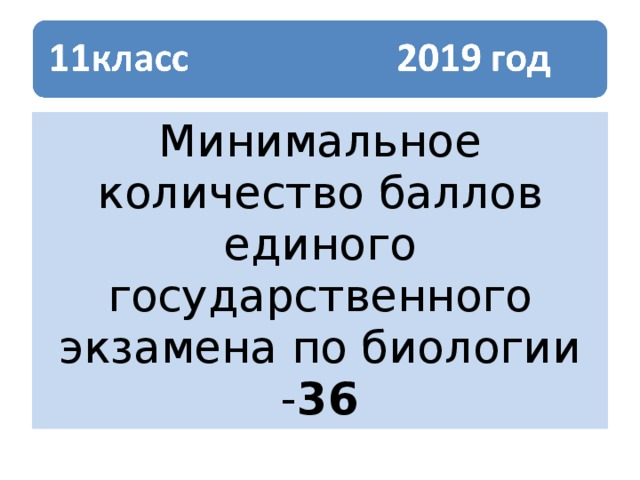 11класс 2019 год
Минимальное
количество баллов
единого
государственного
экзамена по биологии
-36